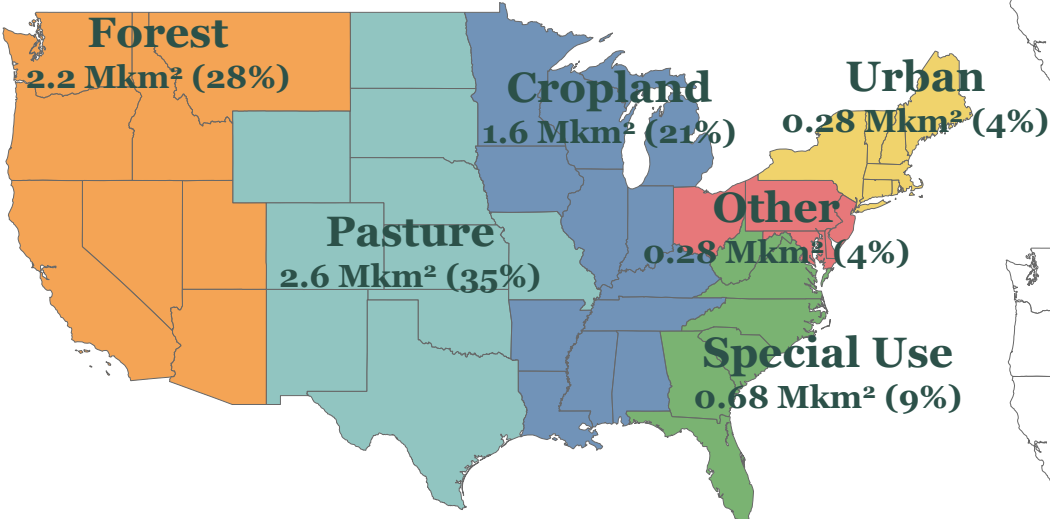 Forest
2.2 Mkm² (28%)
Cropland
1.6 Mkm² (21%)
Urban
0.28 Mkm² (4%)
Pasture
2.6 Mkm² (35%)
Other
0.28 Mkm² (4%)
Special Use
0.68 Mkm² (9%)